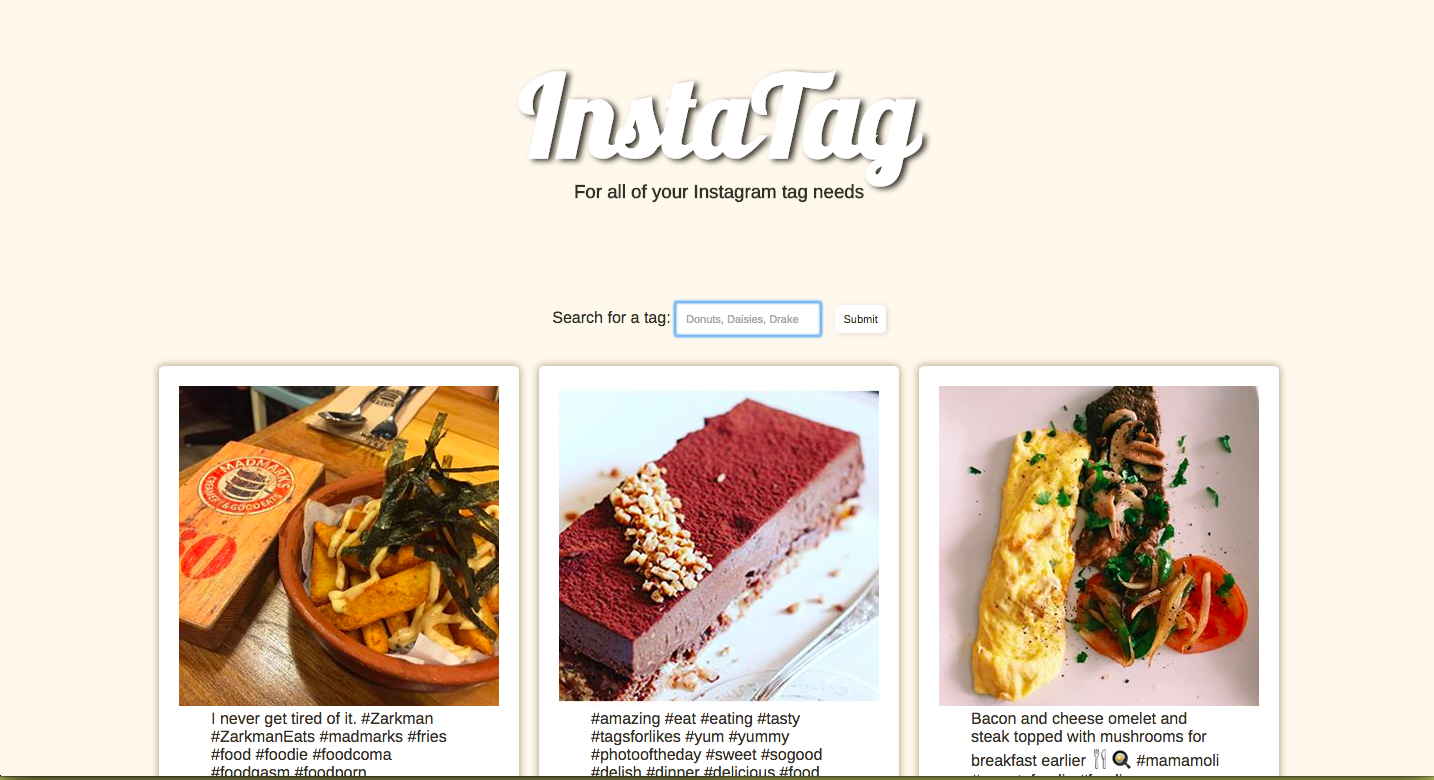 InstaTag
For all of your Instagram tag needs
Search for a tag: Donuts, Daisies, Drake Submit
MADMARKS
CREAMERY & GOOD EATS
I never get tired of it. #Zarkman
#ZarkmanEats #madmarks #fries
#food #foodie #foodcoma
#foodgasm #foodporn
#amazing #eat #eating #tasty
#tagsforlikes #yum #yummy
#photooftheday #sweet #sogood
#delish #dinner #delicious #food
Bacon and cheese omelet and
steak topped with mushrooms for
breakfast earlier 🍴🍳 #mamamoli